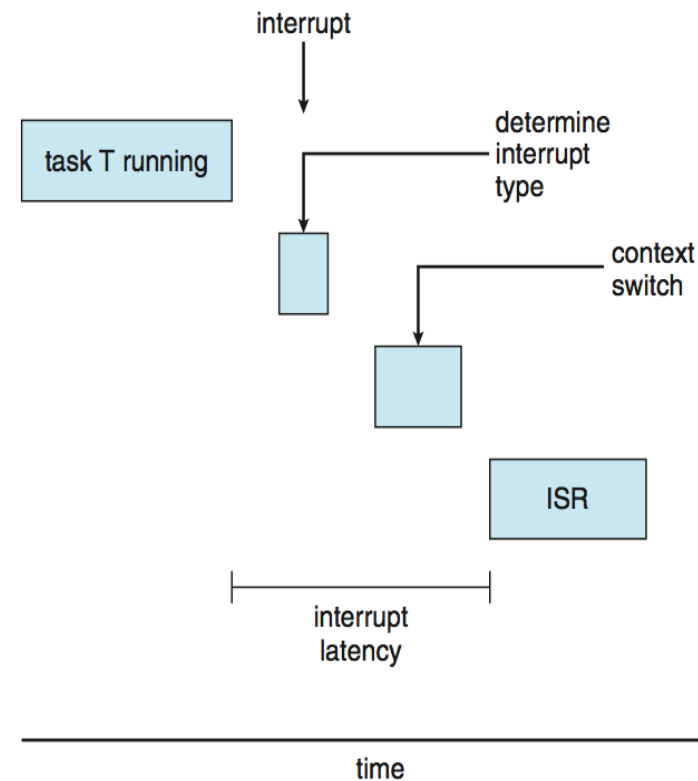 interrupt
task T running
determine
interrupt
type
context
switch
ISR
interrupt
latency
time